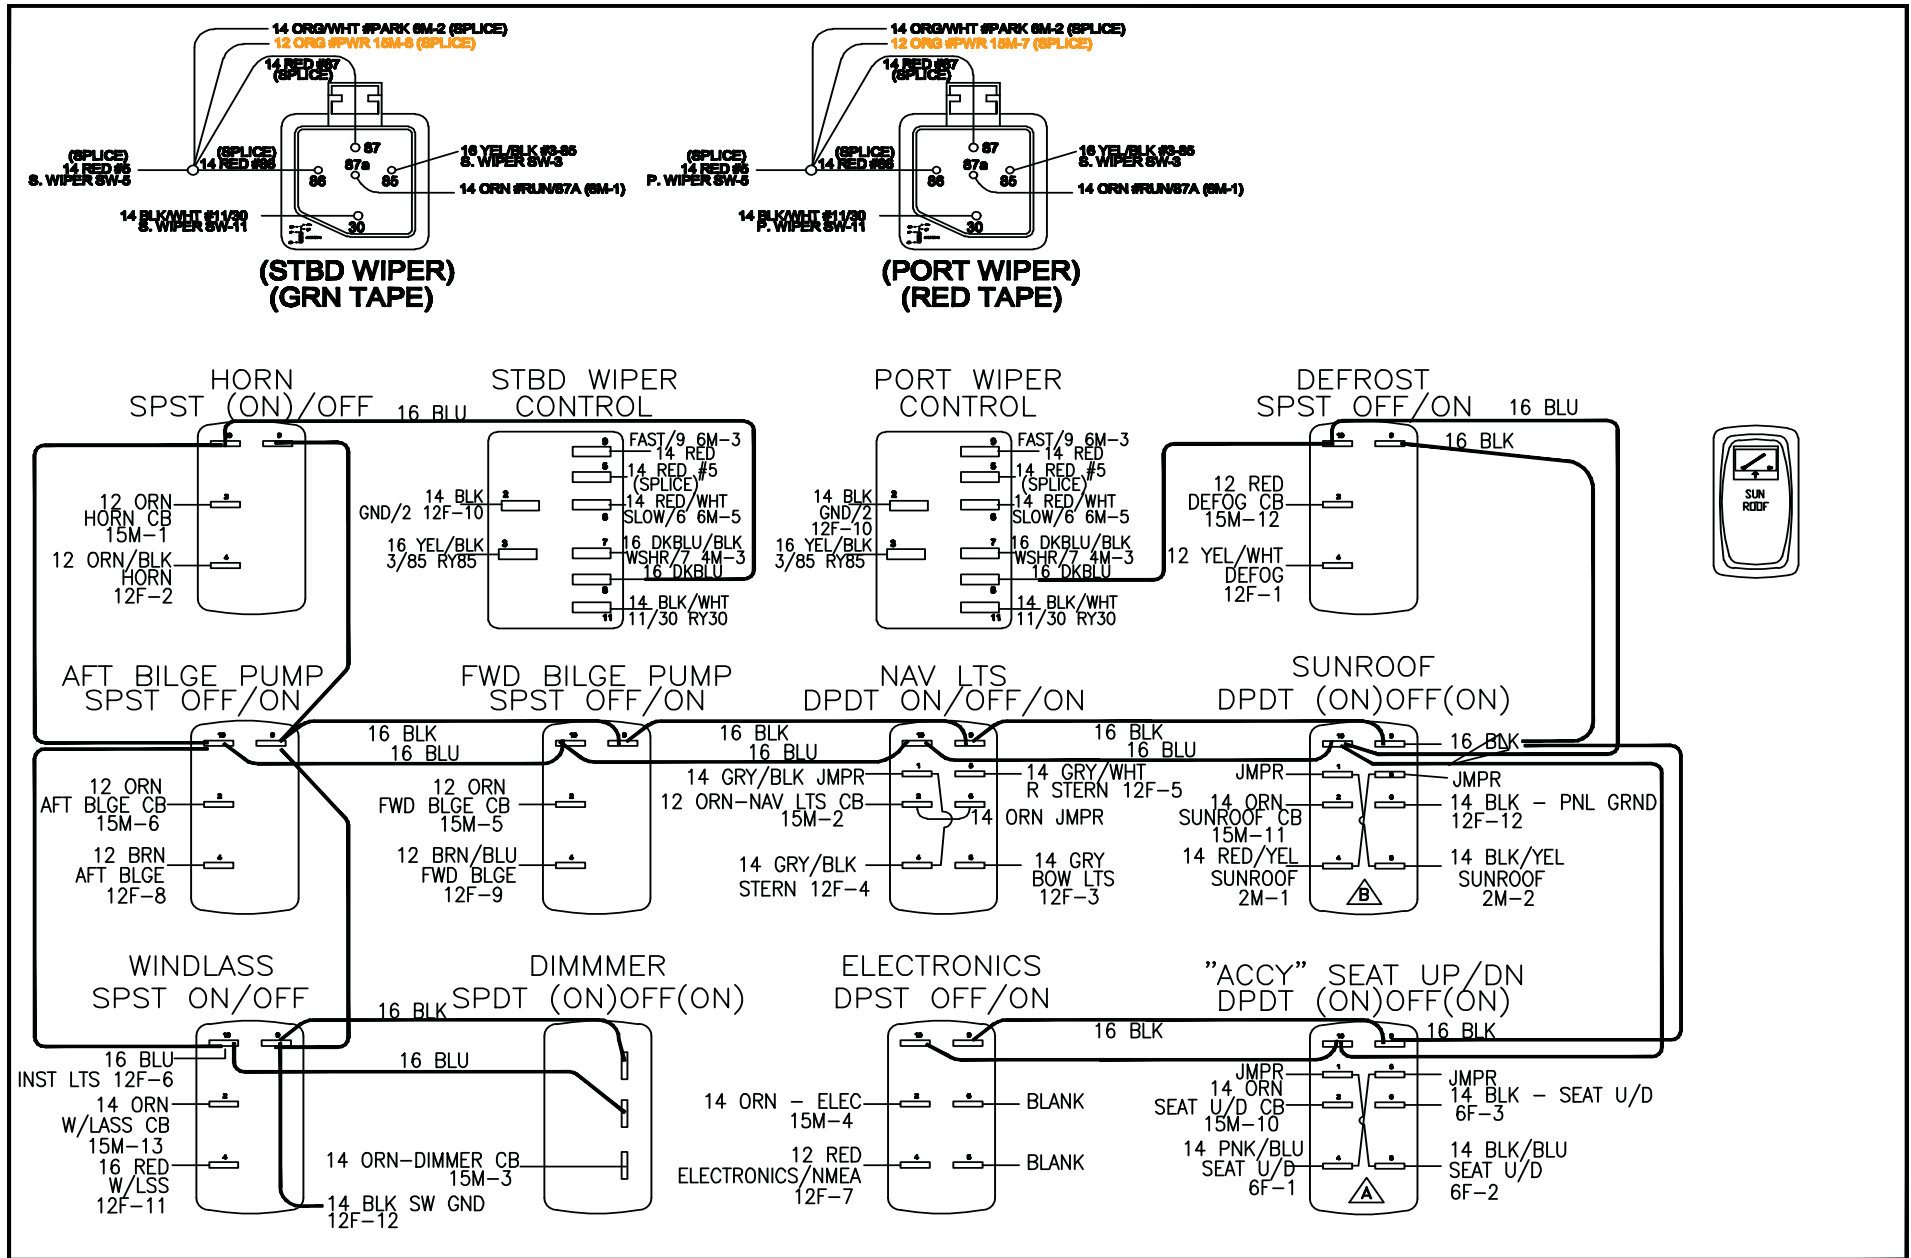 14 ORG/WHT #PARK 6M-2 (SPLICE)
12 ORG #PWR 15M-8 (SPLICE)
14 RED #87
(SPLICE)
(SPLICE)
14 RED #5
S. WIPER SW-5
(SPLICE)
14 RED #86
87
87a
86
85
30
16 YEL/BLK #3-85
S. WIPER SW-3
14 ORN #RUN/87A (6M-1)
14 BLK/WHT #11/30
S. WIPER SW-11
(STBD WIPER)
(GRN TAPE)
14 ORG/WHT #PARK 6M-2 (SPLICE)
12 ORG #PWR 15M-7 (SPLICE)
14 RED #87
(SPLICE)
(SPLICE)
14 RED #5
P. WIPER SW-5
(SPLICE)
14 RED #86
87
87a
86
85
30
16 YEL/BLK #3-85
S. WIPER SW-3
14 ORN #RUN/87A (6M-1)
14 BLK/WHT #11/30
P. WIPER SW-11
(PORT WIPER)
(RED TAPE)
HORN
SPST (ON)/OFF
16 BLU
12 ORN
HORN CB
15M-1
12 ORN/BLK
HORN
12F-2
STBD WIPER
CONTROL
14 BLK
GND/2 12F-10
16 YEL/BLK
3/85 RY85
FAST/9 6M-3
14 RED
14 RED #5
(SPLICE)
14 RED/WHT
SLOW/6 6M-5
16 DKBLU/BLK
WSHR/7 4M-3
16 DKBLU
14 BLK/WHT
11/30 RY30
PORT WIPER
CONTROL
14 BLK
GND/2
12F-10
16 YEL/BLK
3/85 RY85
FAST/9 6M-3
14 RED
14 RED #5
(SPLICE)
14 RED/WHT
SLOW/6 6M-5
16 DKBLU/BLK
WSHR/7 4M-3
16 DKBLU
14 BLK/WHT
11/30 RY30
DEFROST
SPST OFF/ON
16 BLU
16 BLK
12 RED
DEFOG CB
15M-12
12 YEL/WHT
DEFOG
12F-1
SUN
ROOF
AFT BILGE PUMP
SPST OFF/ON
16 BLK
16 BLU
12 ORN
AFT BLGE CB
15M-6
12 BRN
AFT BLGE
12F-8
FWD BILGE PUMP
SPST OFF/ON
16 BLK
16 BLU
12 ORN
FWD BLGE CB
15M-5
12 BRN/BLU
FWD BLGE
12F-9
NAV LTS
DPDT ON/OFF/ON
16 BLK
16 BLU
14 GRY/BLK JMPR
12 ORN-NAV LTS CB
15M-2
14 GRY/BLK
STERN 12F-4
14 GRY/WHT
R STERN 12F-5
14 ORN JMPR
14 GRY
BOW LTS
12F-3
SUNROOF
DPDT (ON)OFF(ON)
16 BLK
JMPR
14 ORN
SUNROOF CB
15M-11
14 RED/YEL
SUNROOF
2M-1
B
JMPR
14 BLK - PNL GRND
12F-12
14 BLK/YEL
SUNROOF
2M-2
WINDLASS
SPST ON/OFF
16 BLK
16 BLU
16 BLU
INST LTS 12F-6
14 ORN
W/LASS CB
15M-13
16 RED
W/LSS
12F-11
14 BLK SW GND
12F-12
DIMMMER
SPDT (ON)OFF(ON)
14 ORN-DIMMER CB
15M-3
ELECTRONICS
DPST OFF/ON
16 BLK
14 ORN - ELEC
15M-4
12 RED
ELECTRONICS/NMEA
12F-7
BLANK
BLANK
"ACCY" SEAT UP/DN
DPDT (ON)OFF(ON)
16 BLK
JMPR
14 ORN
SEAT U/D CB
15M-10
14 PNK/BLU
SEAT U/D
6F-1
A
JMPR
14 BLK - SEAT U/D
6F-3
14 BLK/BLU
SEAT U/D
6F-2